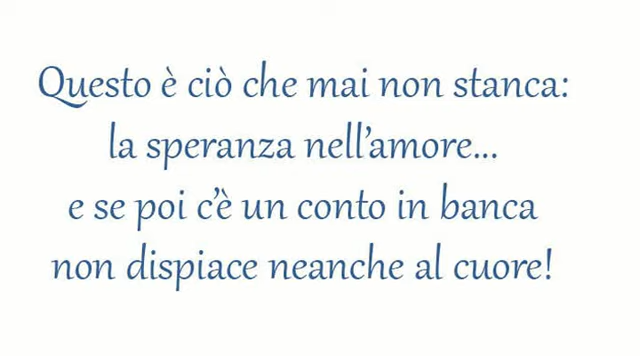 Questo è ciò che mai non stanca:
la speranza nell'amore...
e se poi c'è un conto in banca
non dispiace neanche al cuore!